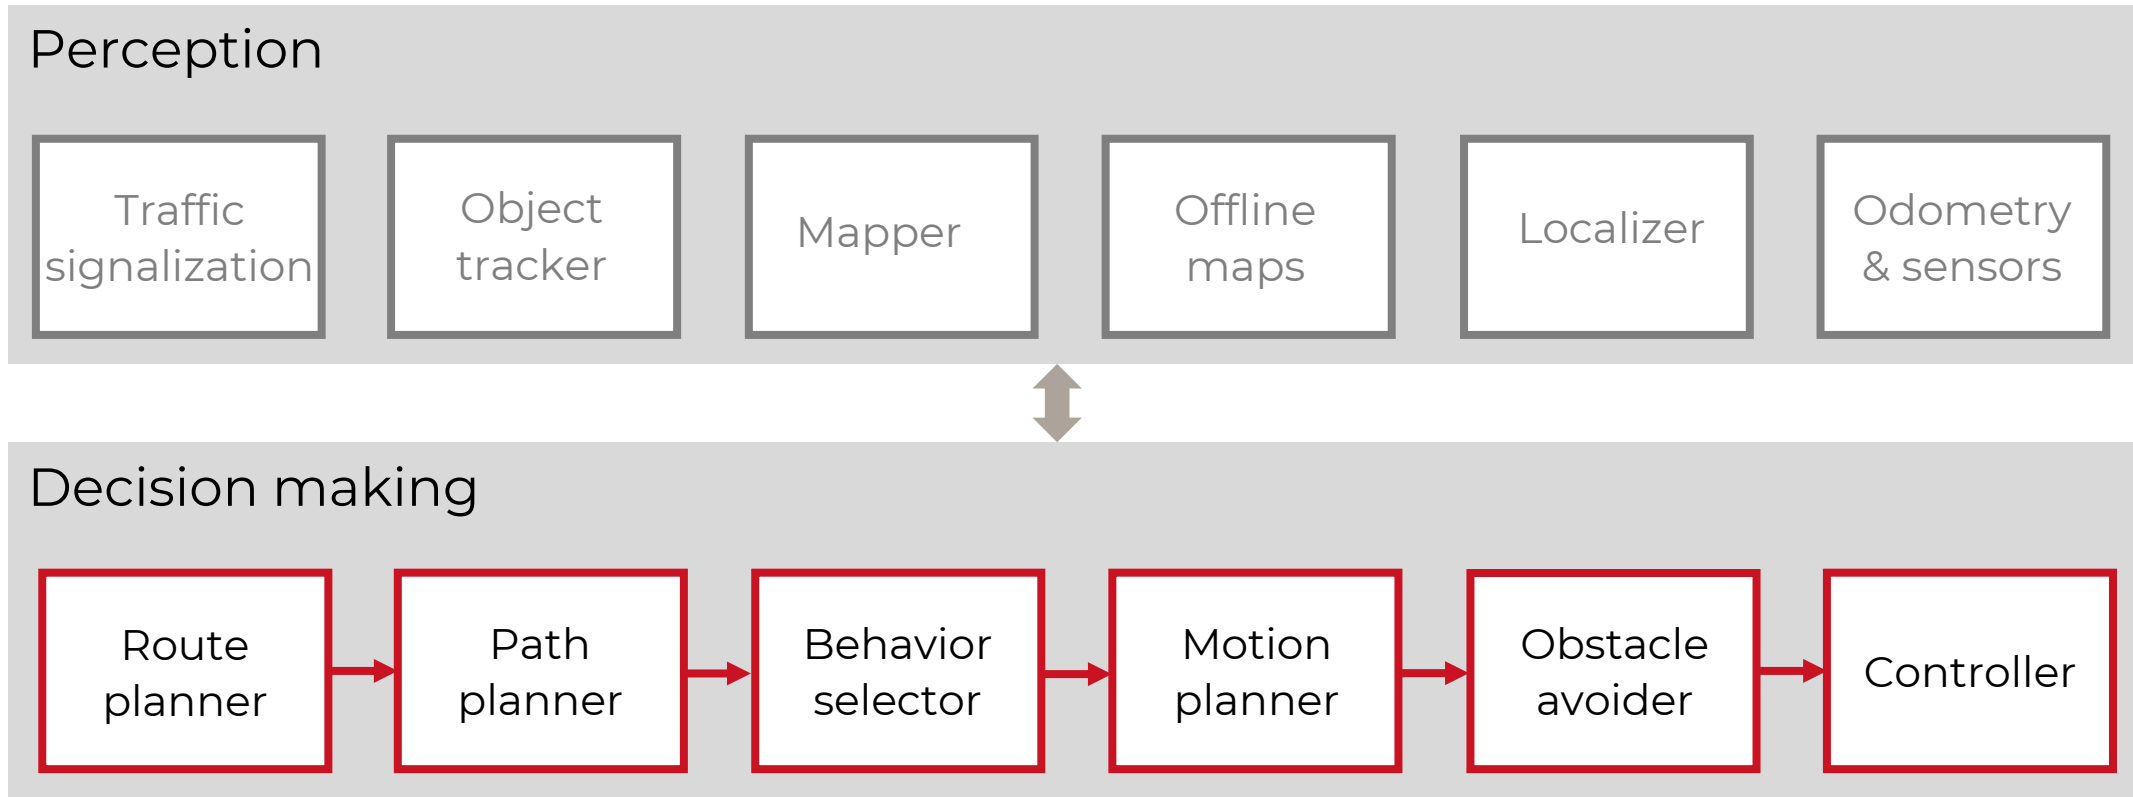 Perception
Traffic
signalization
Object
tracker
Mapper
Offline
maps
Localizer
Odometry
& sensors
Decision making
Route
planner
Path
planner
Behavior
selector
Motion
planner
Obstacle
avoider
Controller